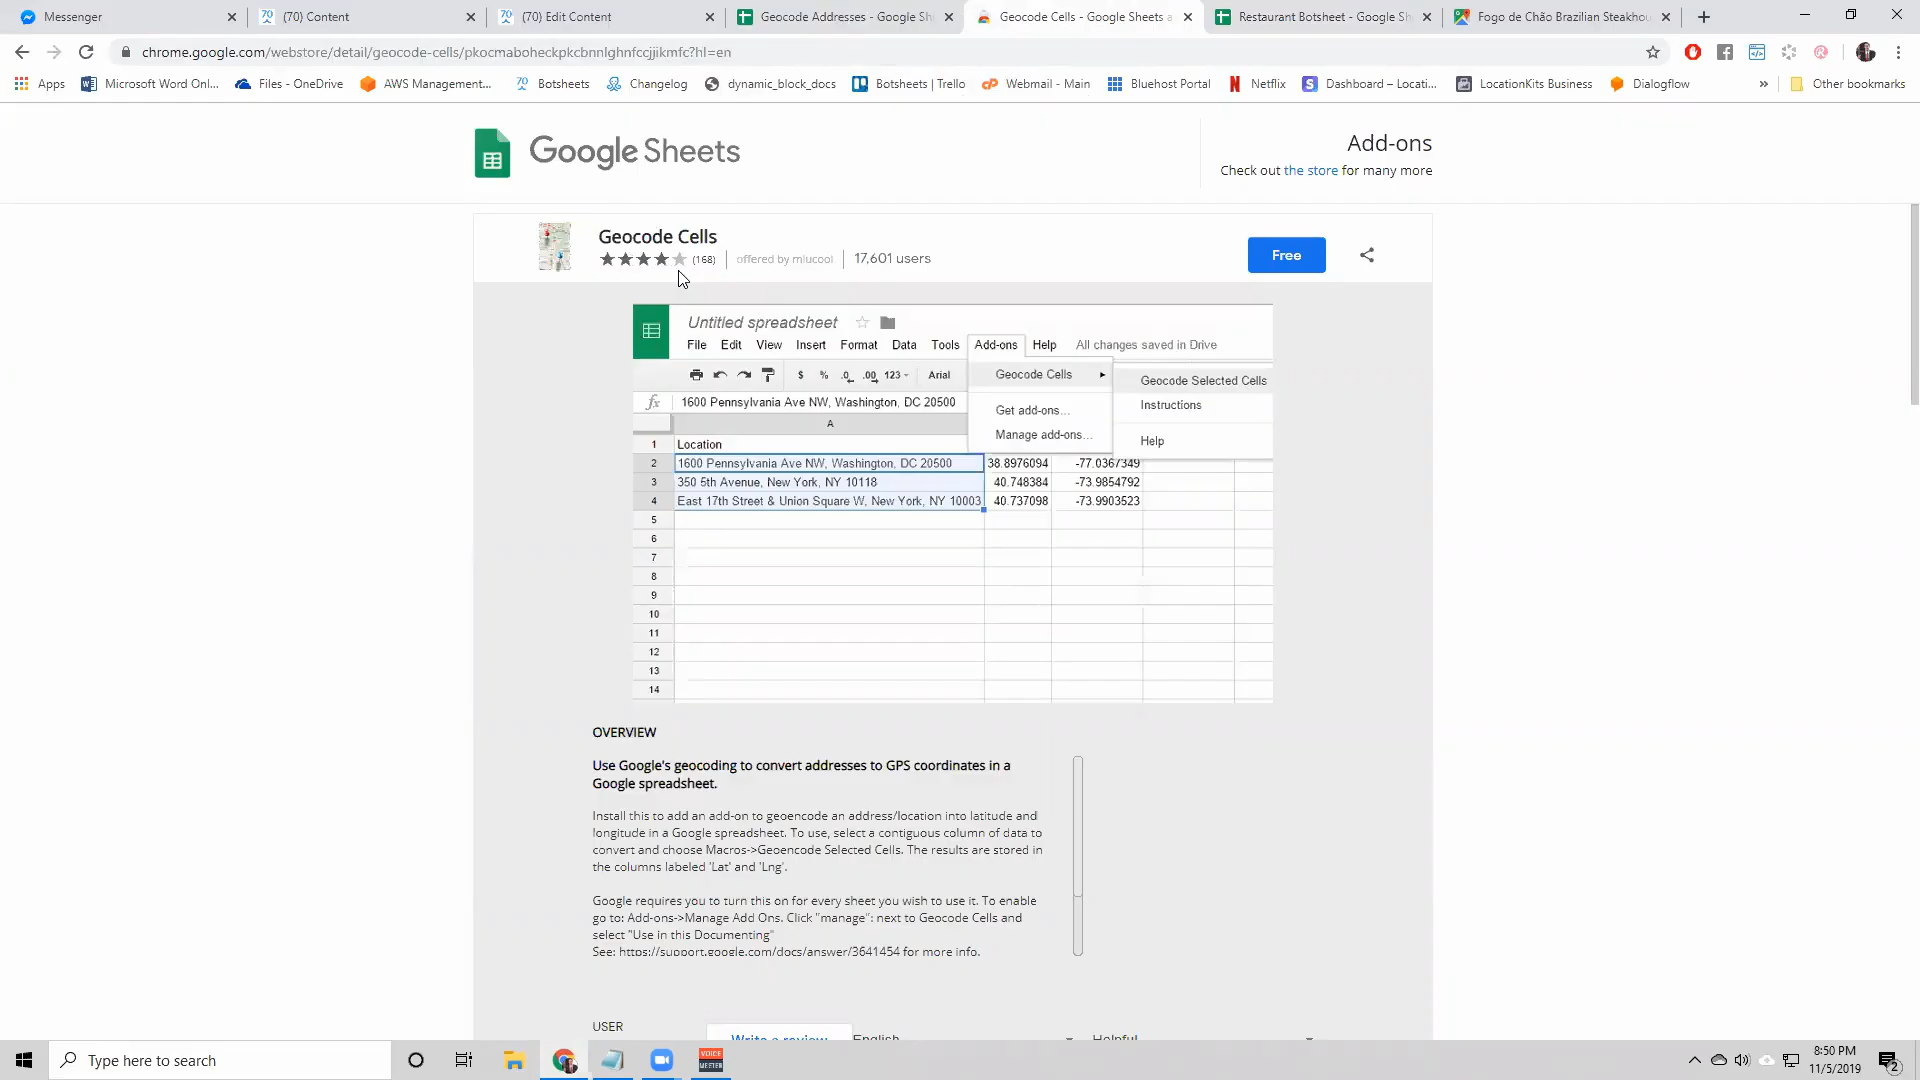 Messenger
(70) Content
(70) Edit Content
Geocode Addresses - Google Sh
Geocode Cells - Google Sheets a
Restaurant Botsheet - Google Sh
Fogo de Chão Brazilian Steakhou
chrome.google.com/webstore/detail/geocode-cells/pkocmaboheckpkcbnnlghnfccjjikmfc?hl=en
Apps
Microsoft Word Onl...
Files - OneDrive
AWS Management...
Botsheets
Changelog
dynamic_block_docs
Botsheets | Trello
Webmail - Main
Bluehost Portal
Netflix
Dashboard – Locati...
LocationKits Business
Dialogflow
»
Other bookmarks
Google Sheets
Add-ons
Check out the store for many more
Geocode Cells
(168)
offered by mlucool
17,601 users
Free
Untitled spreadsheet
File Edit View Insert Format Data Tools Add-ons Help All changes saved in Drive
$ % .0 .00 123 Arial
Geocode Cells
Geocode Selected Cells
Instructions
Get add-ons...
Manage add-ons...
Help
fx 1600 Pennsylvania Ave NW, Washington, DC 20500
A
1 Location
2 1600 Pennsylvania Ave NW, Washington, DC 20500 38.8976094 -77.0367349
3 350 5th Avenue, New York, NY 10118 40.748384 -73.9854792
4 East 17th Street & Union Square W, New York, NY 10003 40.737098 -73.9903523
5
6
7
8
9
10
11
12
13
14
OVERVIEW
Use Google's geocoding to convert addresses to GPS coordinates in a
Google spreadsheet.
Install this to add an add-on to geoencode an address/location into latitude and
longitude in a Google spreadsheet. To use, select a contiguous column of data to
convert and choose Macros->Geoencode Selected Cells. The results are stored in
the columns labeled 'Lat' and 'Lng'.
Google requires you to turn this on for every sheet you wish to use it. To enable
go to: Add-ons->Manage Add Ons. Click "manage": next to Geocode Cells and
select "Use in this Documenting"
See: https://support.google.com/docs/answer/3641454 for more info.
USER
Write a review
English
Helpful
Type here to search
VOICE
MEETER
8:50 PM
11/5/2019
2